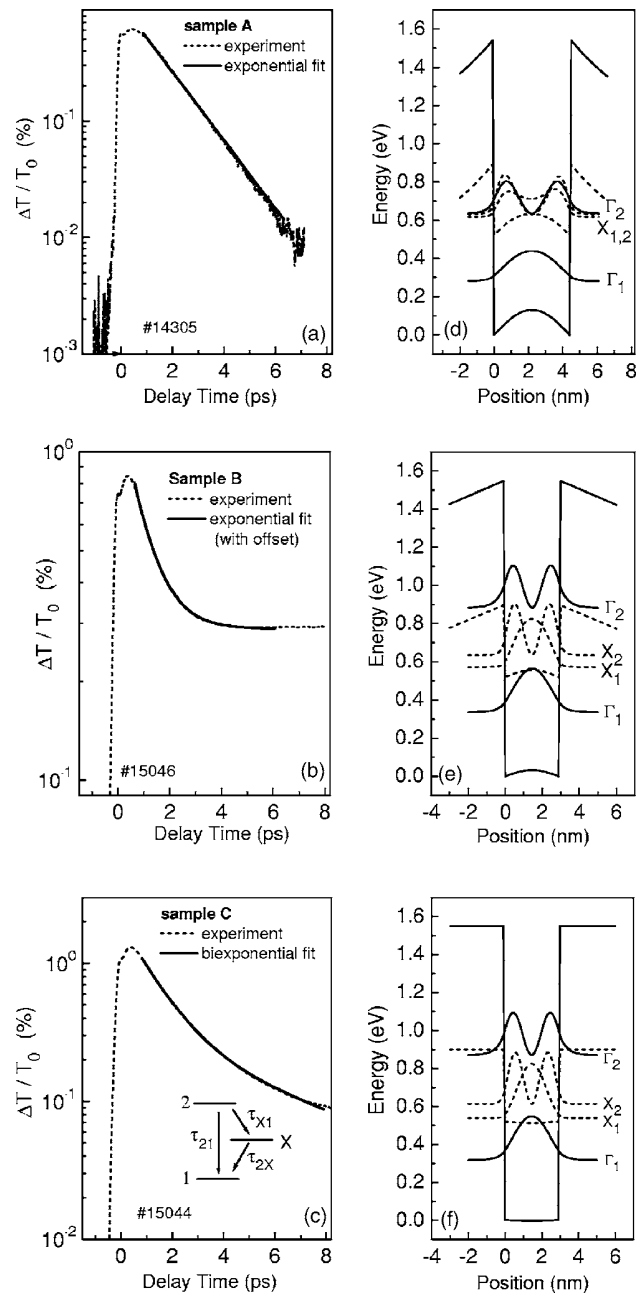 sample A
experiment
exponential fit
10⁻¹
10⁻²
10⁻³
ΔT / T₀ (%)
#14305
(a)
0 2 4 6 8
Delay Time (ps)
1.6
1.4
1.2
1.0
0.8
0.6
0.4
0.2
0.0
Energy (eV)
Γ₂
X₁,₂
Γ₁
(d)
-2 0 2 4 6 8
Position (nm)
Sample B
experiment
exponential fit
(with offset)
10⁰
10⁻¹
ΔT / T₀ (%)
#15046
(b)
0 2 4 6 8
Delay Time (ps)
1.6
1.4
1.2
1.0
0.8
0.6
0.4
0.2
0.0
Energy (eV)
Γ₂
X₂
X₁
Γ₁
(e)
-4 -2 0 2 4 6
Position (nm)
sample C
experiment
biexponential fit
10⁰
10⁻¹
10⁻²
ΔT / T₀ (%)
2
τX1
τ21
X
τ2X
1
#15044
(c)
0 2 4 6 8
Delay Time (ps)
1.6
1.4
1.2
1.0
0.8
0.6
0.4
0.2
0.0
Energy (eV)
Γ₂
X₂
X₁
Γ₁
(f)
-4 -2 0 2 4 6 8
Position (nm)